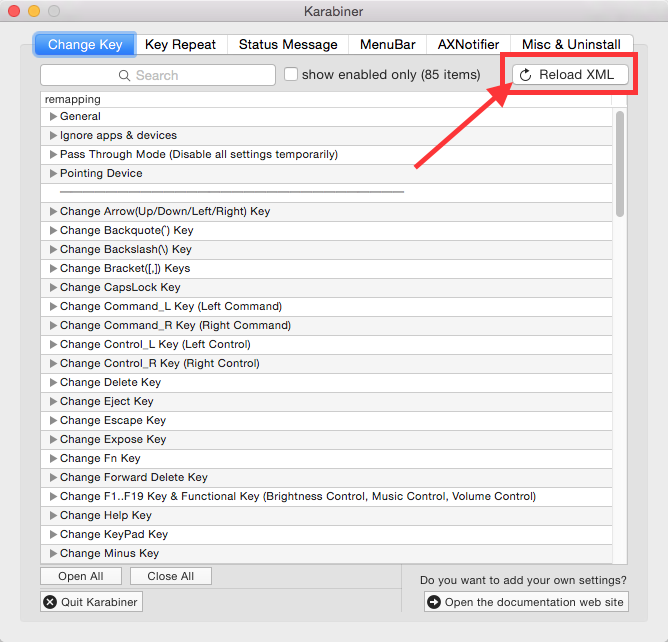 Karabiner
Change Key Key Repeat Status Message MenuBar AXNotifier Misc & Uninstall
Search show enabled only (85 items) Reload XML
remapping
General
Ignore apps & devices
Pass Through Mode (Disable all settings temporarily)
Pointing Device
Change Arrow(Up/Down/Left/Right) Key
Change Backquote(`) Key
Change Backslash(\) Key
Change Bracket([,]) Keys
Change CapsLock Key
Change Command_L Key (Left Command)
Change Command_R Key (Right Command)
Change Control_L Key (Left Control)
Change Control_R Key (Right Control)
Change Delete Key
Change Eject Key
Change Escape Key
Change Expose Key
Change Fn Key
Change Forward Delete Key
Change F1..F19 Key & Functional Key (Brightness Control, Music Control, Volume Control)
Change Help Key
Change KeyPad Key
Change Minus Key
Open All Close All
Do you want to add your own settings?
Quit Karabiner Open the documentation web site